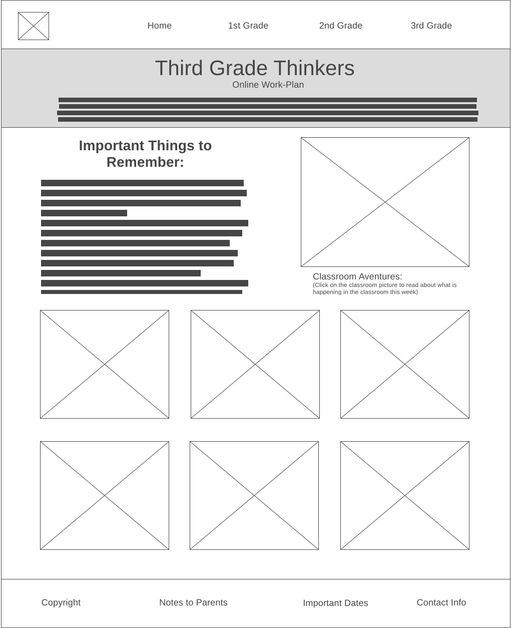 Home 1st Grade 2nd Grade 3rd Grade
Third Grade Thinkers
Online Work-Plan
Important Things to
Remember:
Classroom Aventures:
(Click on the classroom picture to read about what is
happening in the classroom this week)
Copyright Notes to Parents Important Dates Contact Info